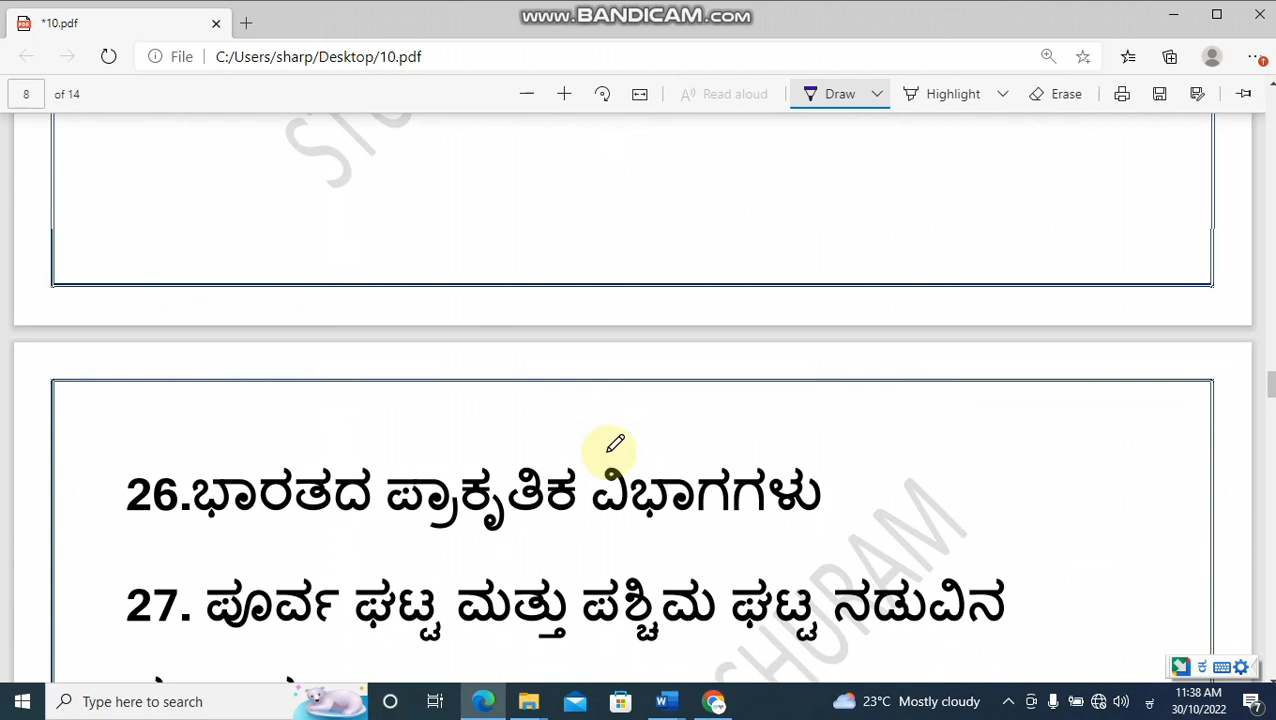 www.BANDICAM.com
*10.pdf
File C:/Users/sharp/Desktop/10.pdf
8 of 14 Read aloud Draw Highlight Erase
26.ಭಾರತದ ಪ್ರಾಕೃತಿಕ ವಿಭಾಗಗಳು
27. ಪೂರ್ವ ಘಟ್ಟ ಮತ್ತು ಪಶ್ಚಿಮ ಘಟ್ಟ ನಡುವಿನ
SHURAM
Type here to search 23°C Mostly cloudy 11:38 AM
30/10/2022